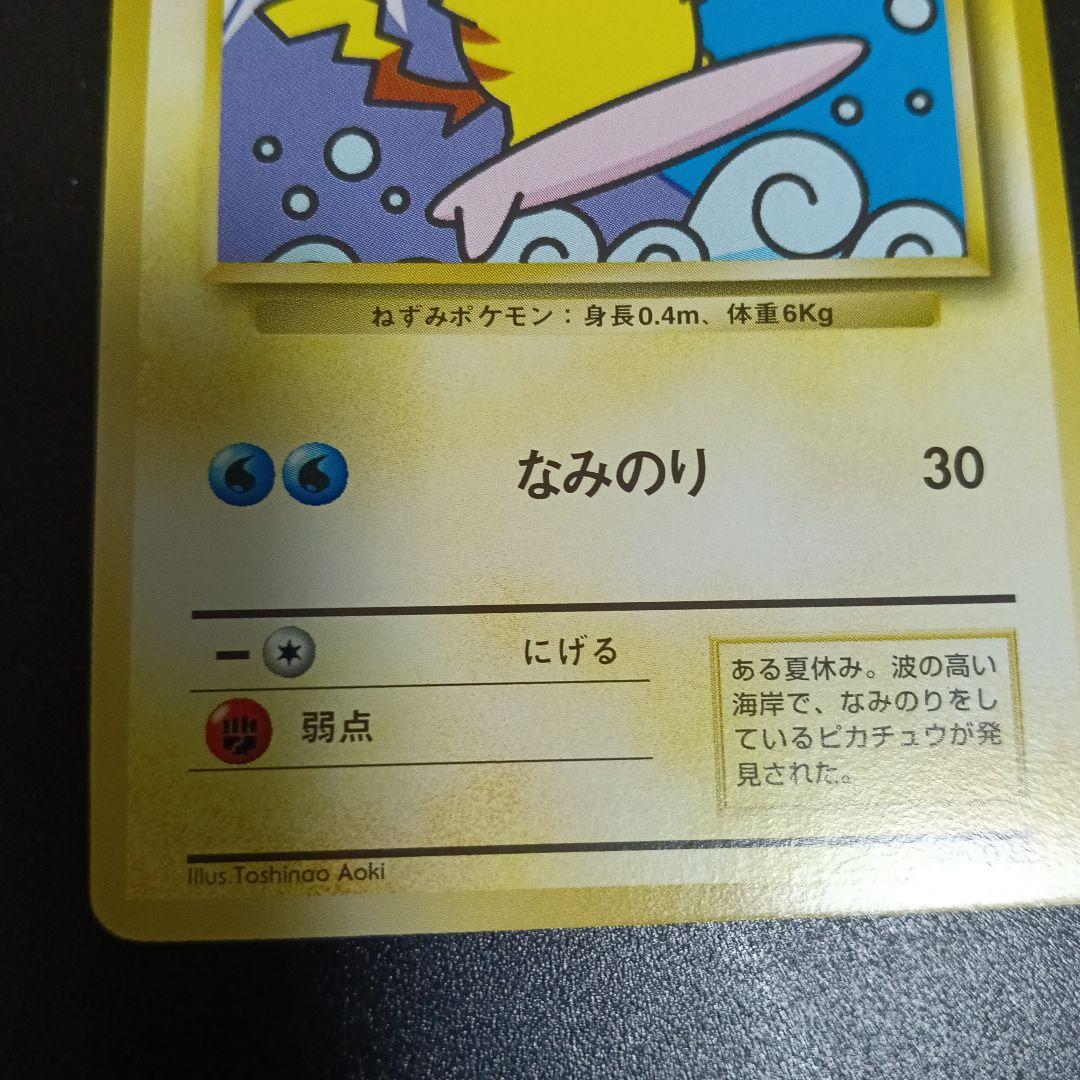 ねずみポケモン：身長0.4m、体重6Kg
なみのり 30
− にげる
弱点
ある夏休み。波の高い
海岸で、なみのりをし
ているピカチュウが発
見された。
Illus.Toshinao Aoki